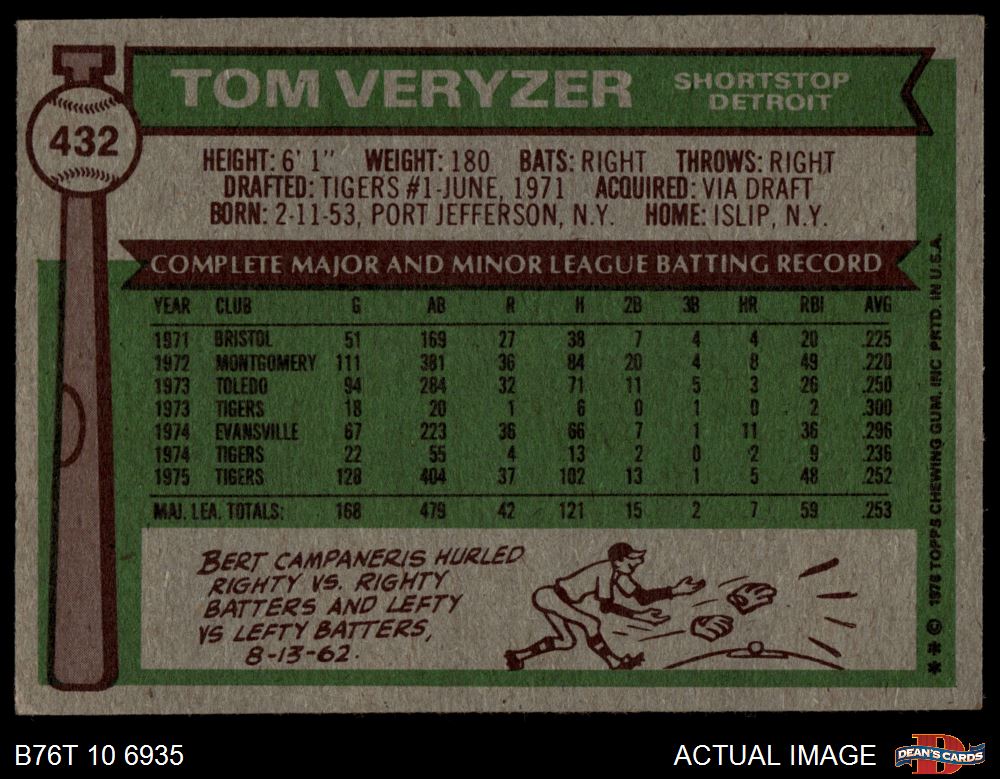 432
TOM VERYZER
SHORTSTOP
DETROIT
HEIGHT: 6' 1" WEIGHT: 180 BATS: RIGHT THROWS: RIGHT
DRAFTED: TIGERS #1-JUNE, 1971 ACQUIRED: VIA DRAFT
BORN: 2-11-53, PORT JEFFERSON, N.Y. HOME: ISLIP, N.Y.
COMPLETE MAJOR AND MINOR LEAGUE BATTING RECORD
YEAR CLUB G AB R H 2B 3B HR RBI AVG
1971 BRISTOL 51 169 27 38 7 4 4 20 .225
1972 MONTGOMERY 111 381 36 84 20 4 8 49 .220
1973 TOLEDO 94 284 32 71 11 5 3 26 .250
1973 TIGERS 18 20 1 6 0 1 0 2 .300
1974 EVANSVILLE 67 223 36 66 7 1 11 36 .296
1974 TIGERS 22 55 4 13 2 0 2 9 .236
1975 TIGERS 128 404 37 102 13 1 5 48 .252
MAJ. LEA. TOTALS: 168 479 42 121 15 2 7 59 .253
BERT CAMPANERIS HURLED
RIGHTY VS. RIGHTY
BATTERS AND LEFTY
VS LEFTY BATTERS,
8-13-62.
* * © 1976 TOPPS CHEWING GUM, INC PRTD. IN U.S.A.
B76T 10 6935
ACTUAL IMAGE
DEAN'S CARDS